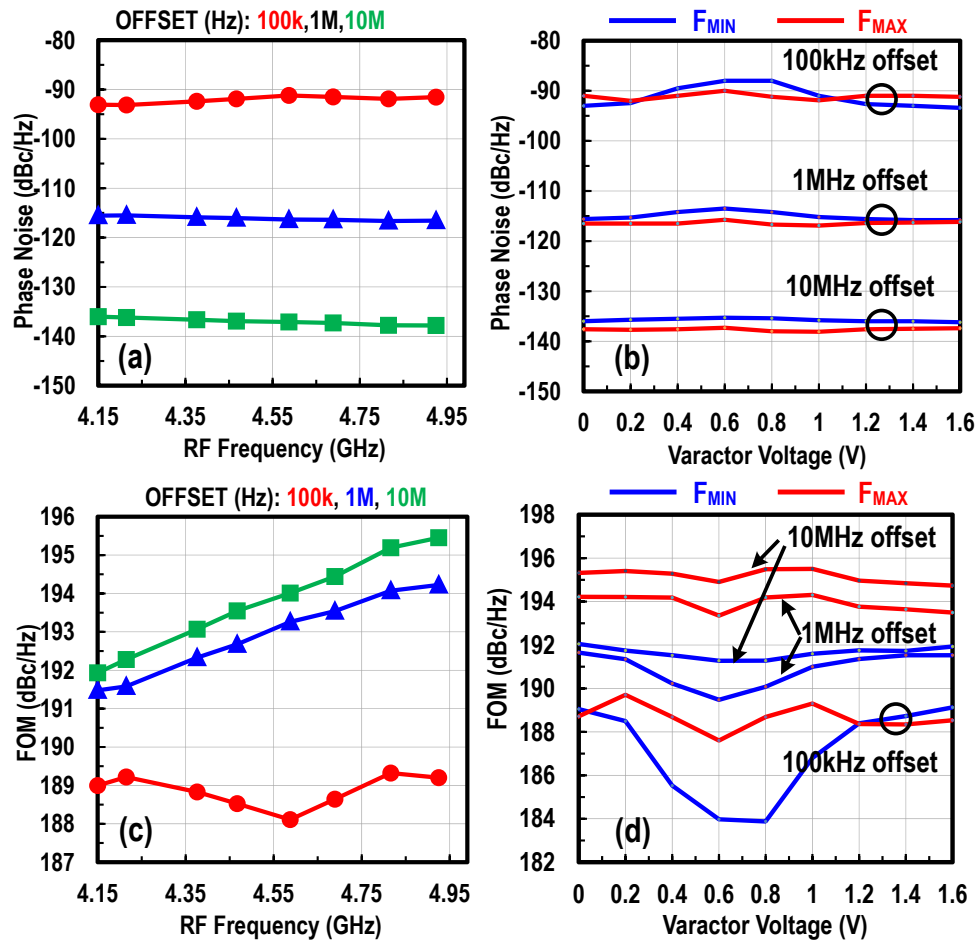 OFFSET (Hz): 100k,1M,10M
Phase Noise (dBc/Hz)
-80
-90
-100
-110
-120
-130
-140
-150
(a)
4.15 4.35 4.55 4.75 4.95
RF Frequency (GHz)
F_MIN F_MAX
Phase Noise (dBc/Hz)
-80
-90
-100
-110
-120
-130
-140
-150
100kHz offset
1MHz offset
10MHz offset
(b)
0 0.2 0.4 0.6 0.8 1 1.2 1.4 1.6
Varactor Voltage (V)
OFFSET (Hz): 100k, 1M, 10M
FOM (dBc/Hz)
196
195
194
193
192
191
190
189
188
187
(c)
4.15 4.35 4.55 4.75 4.95
RF Frequency (GHz)
F_MIN F_MAX
FOM (dBc/Hz)
198
196
194
192
190
188
186
184
182
10MHz offset
1MHz offset
100kHz offset
(d)
0 0.2 0.4 0.6 0.8 1 1.2 1.4 1.6
Varactor Voltage (V)